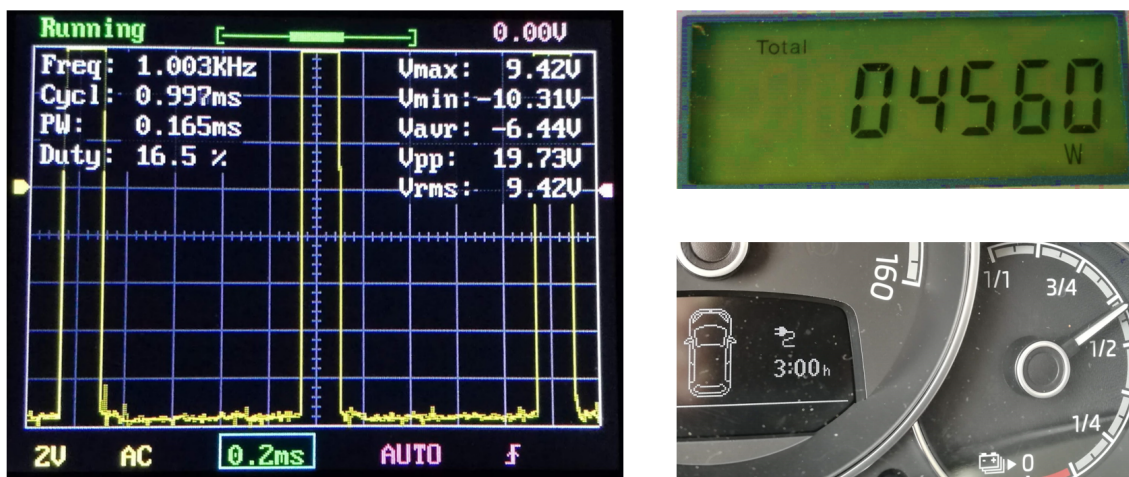 Running 0.00V
Freq: 1.003KHz Vmax: 9.42V
Cycl: 0.997ms Vmin:-10.31V
PW: 0.165ms Vavr: -6.44V
Duty: 16.5 % Vpp: 19.73V
Vrms: 9.42V
2V AC 0.2ms AUTO
Total
04560
W
160
3:00 h
1/1
3/4
1/2
1/4
0